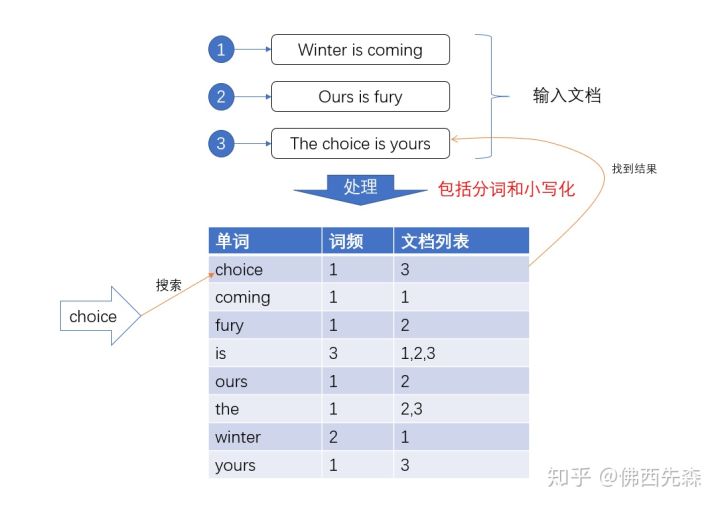 1 Winter is coming
2 Ours is fury
输入文档
3 The choice is yours
处理
包括分词和小写化
找到结果
单词 词频 文档列表
choice 1 3
搜索
coming 1 1
choice
fury 1 2
is 3 1,2,3
ours 1 2
the 1 2,3
winter 2 1
yours 1 3
知乎 @佛西先森